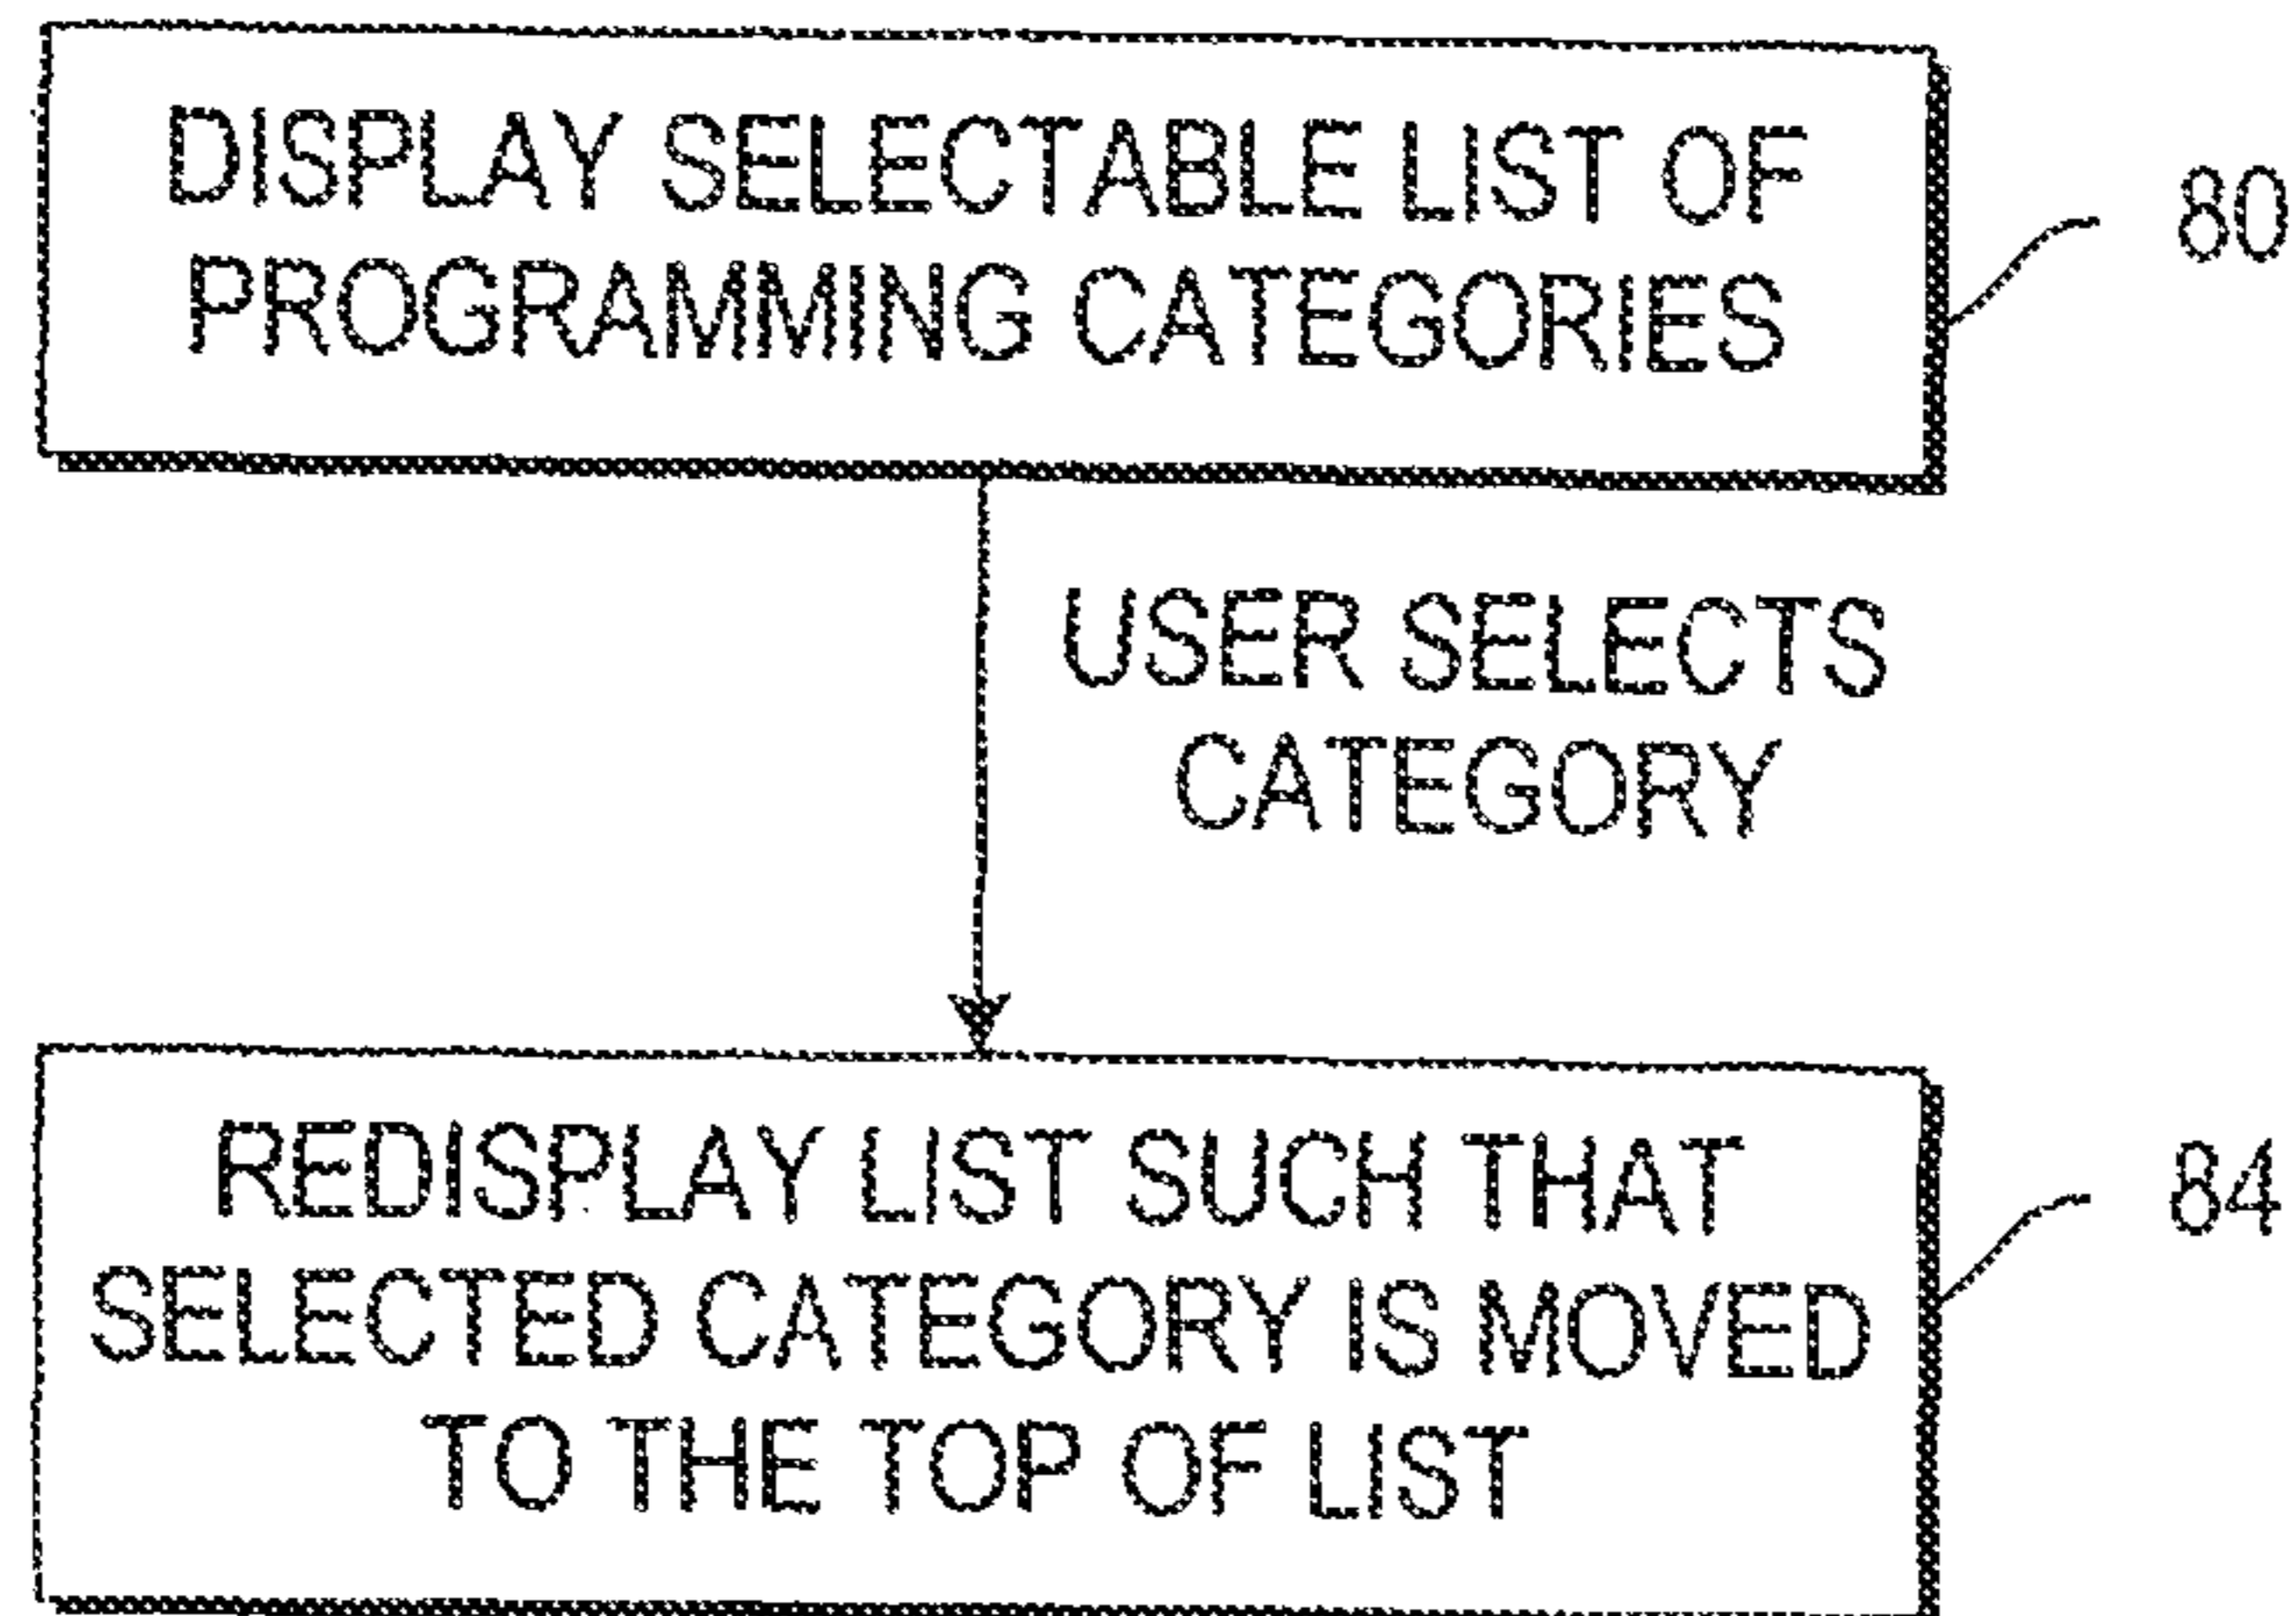 DISPLAY SELECTABLE LIST OF
PROGRAMMING CATEGORIES
80
USER SELECTS
CATEGORY
REDISPLAY LIST SUCH THAT
SELECTED CATEGORY IS MOVED
TO THE TOP OF LIST
84